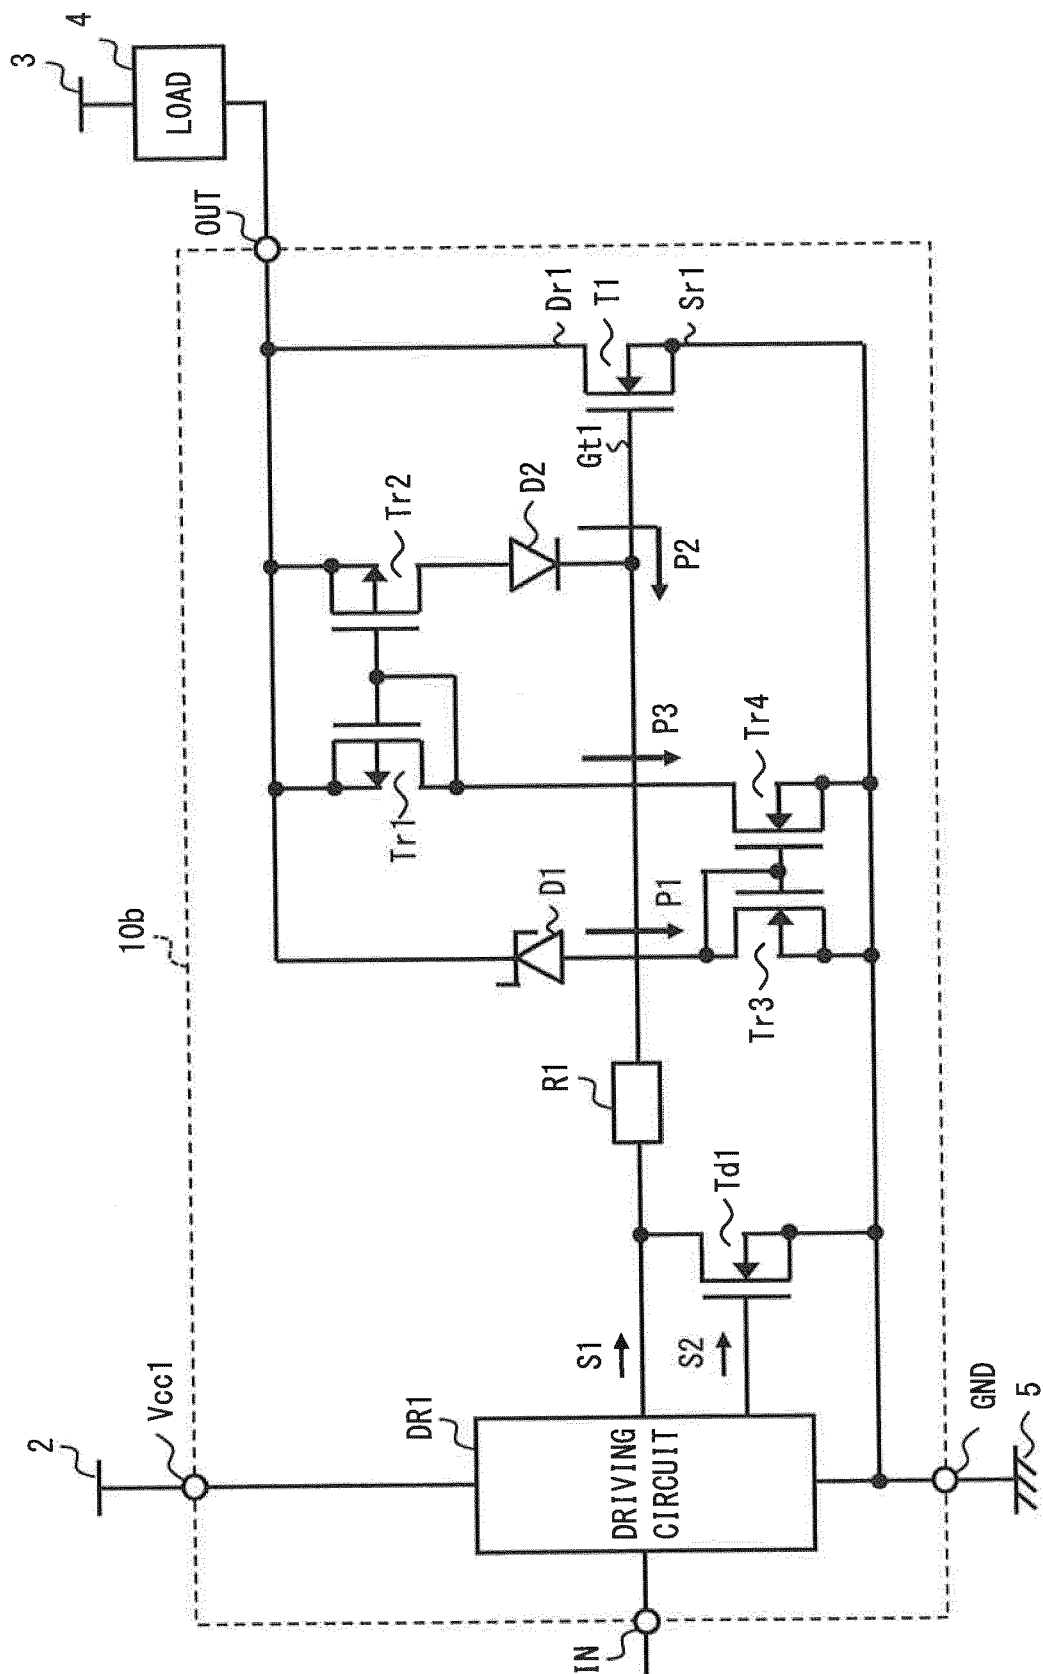 10b
2
Vcc1
3
4
LOAD
OUT
DR1
DRIVING
CIRCUIT
IN
S1
S2
Td1
R1
D1
P1
Tr1
Tr2
Tr3
Tr4
P3
D2
P2
Gt1
Dr1
T1
Sr1
GND
5